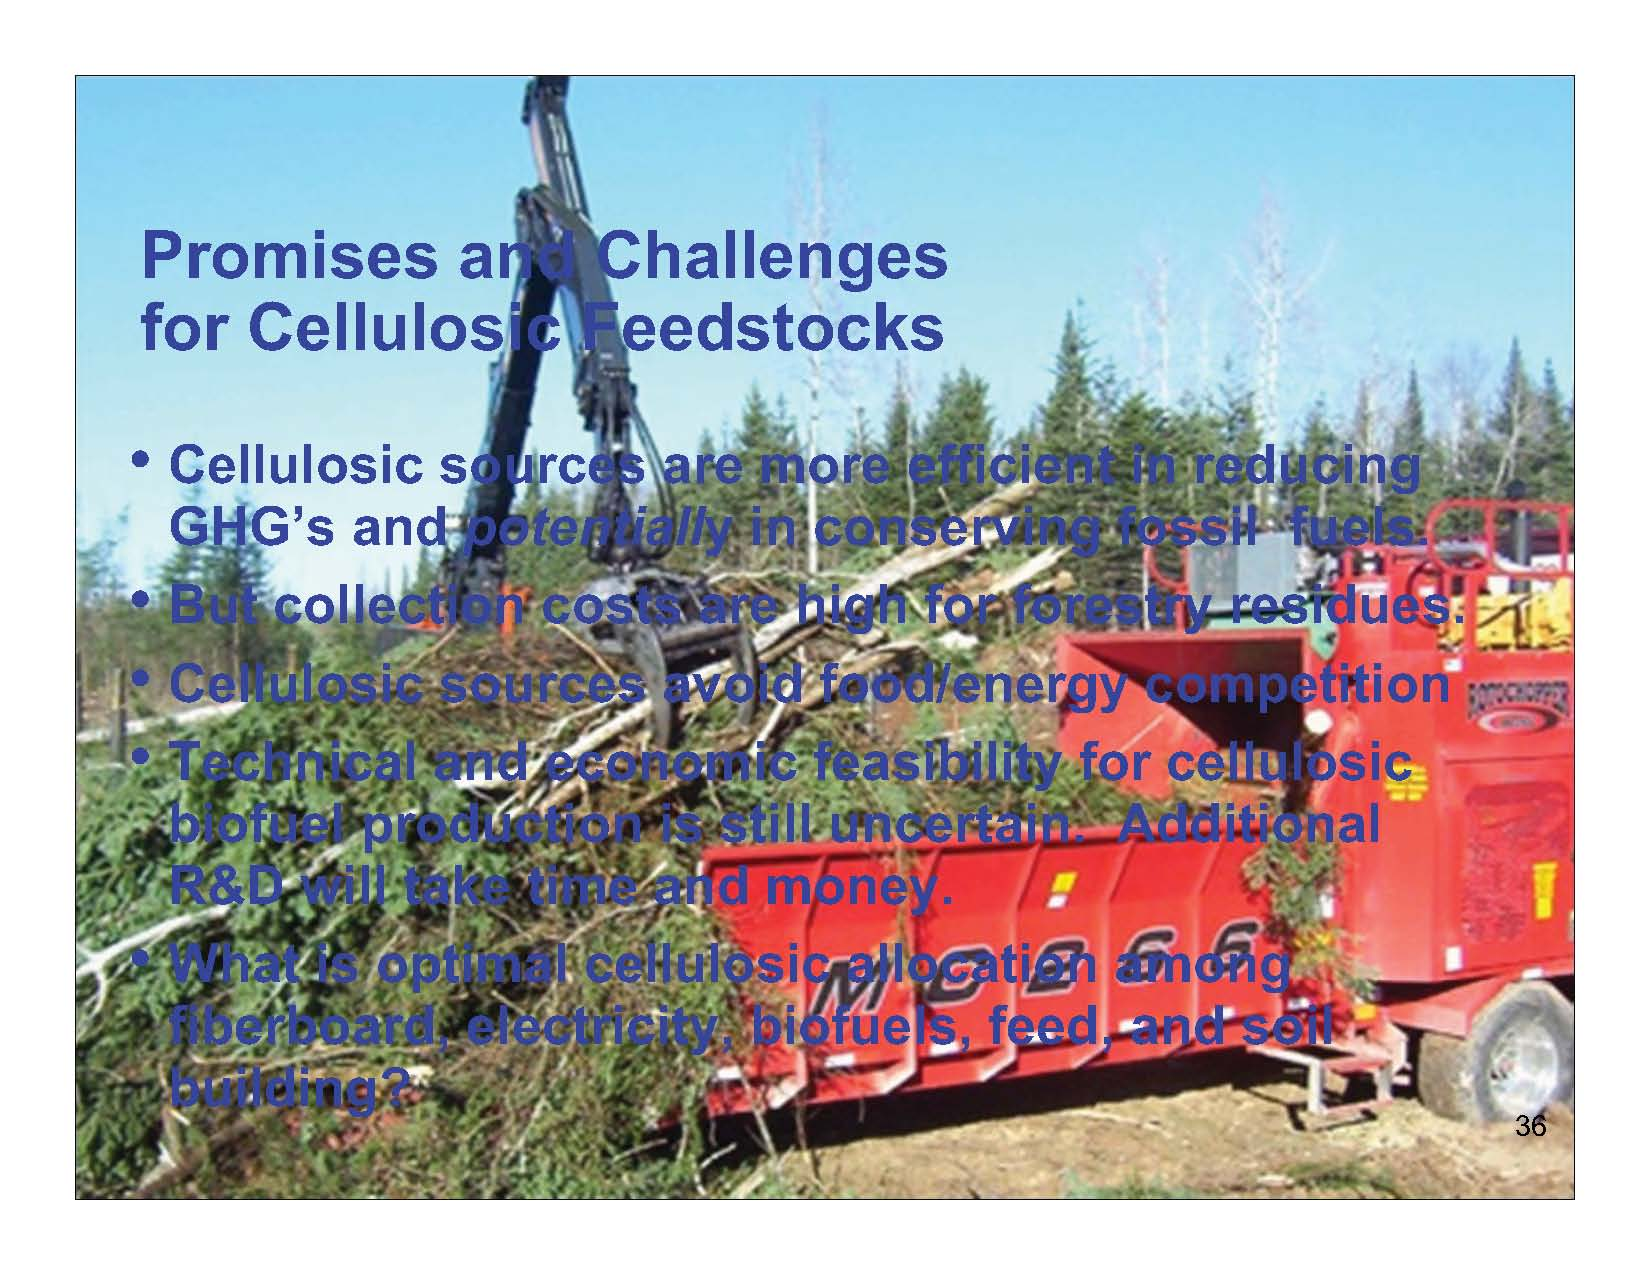 Promises and Challenges
for Cellulosic Feedstocks
• Cellulosic sources are more efficient in reducing
GHG’s and potentially in conserving fossil fuels.
• But collection costs are high for forestry residues.
• Cellulosic sources avoid food/energy competition
• Technical and economic feasibility for cellulosic
biofuel production is still uncertain. Additional
R&D will take time and money.
• What is optimal cellulosic allocation among
fiberboard, electricity, biofuels, feed, and soil
building?
ROTOCHOPPER
MC266
36